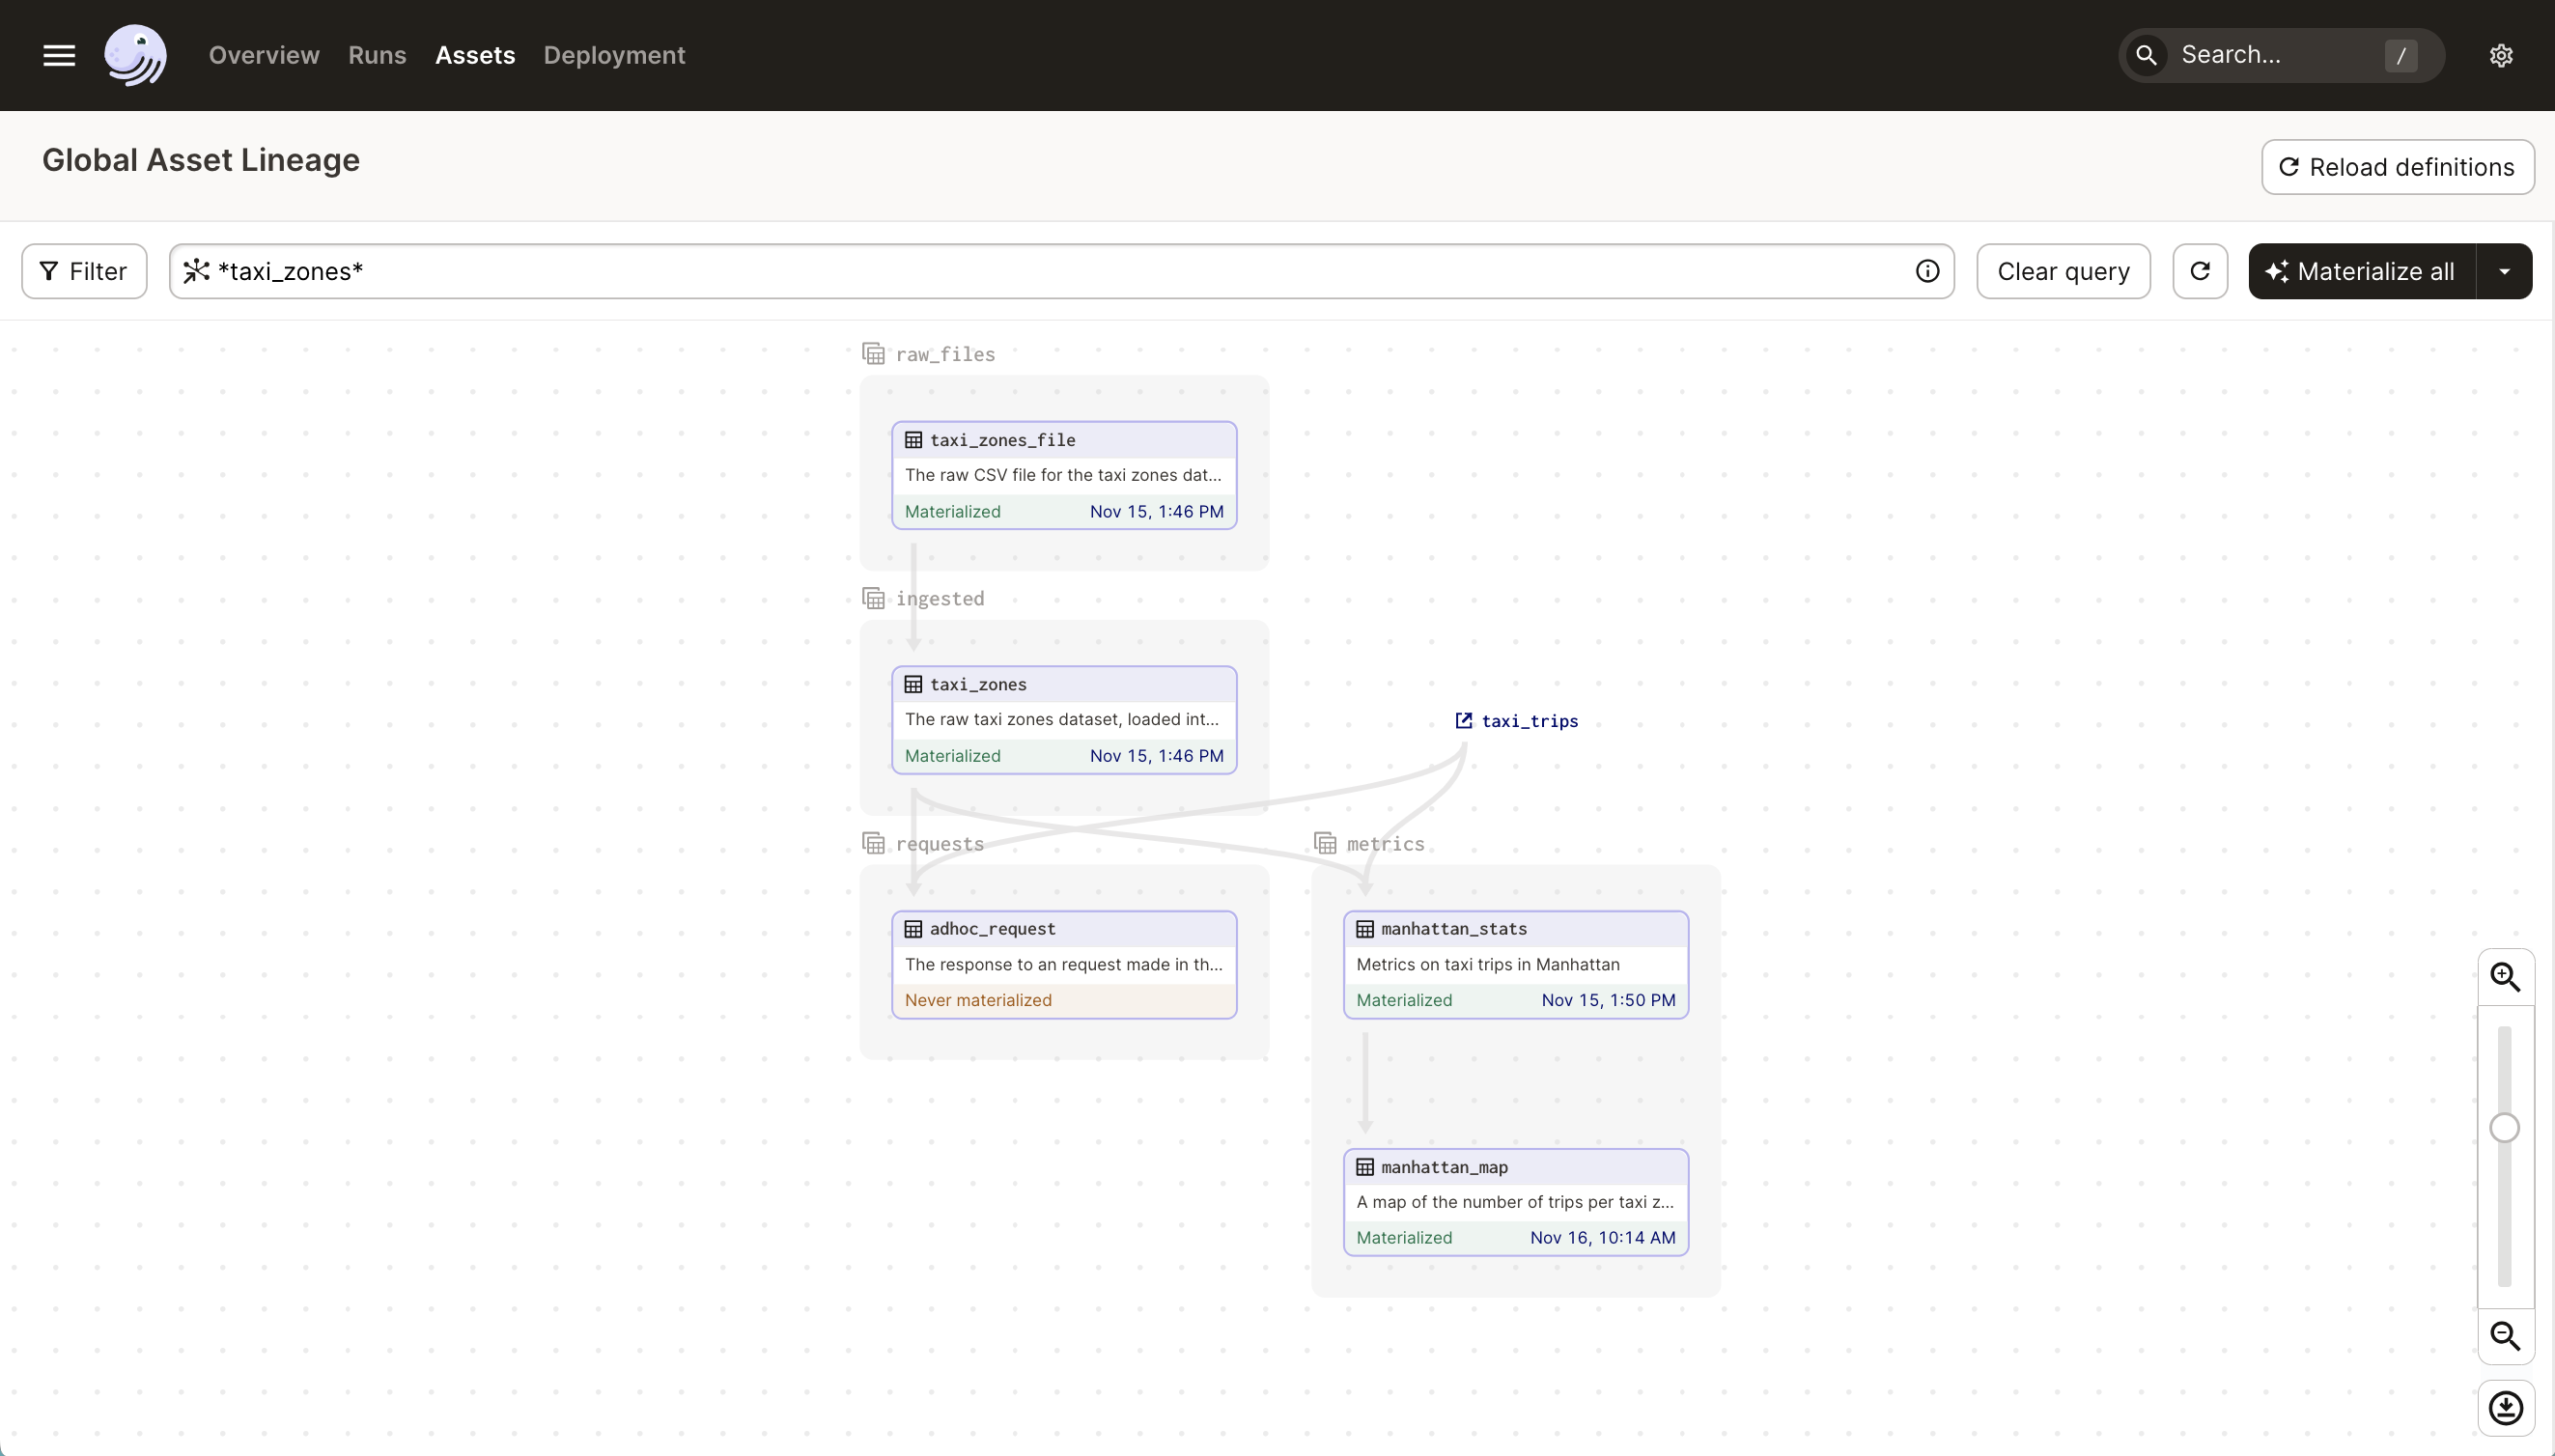 Overview Runs Assets Deployment Search... /
Global Asset Lineage
Reload definitions
Filter *taxi_zones* Clear query Materialize all
raw_files
taxi_zones_file
The raw CSV file for the taxi zones dat...
Materialized Nov 15, 1:46 PM
ingested
taxi_zones
The raw taxi zones dataset, loaded int...
Materialized Nov 15, 1:46 PM
taxi_trips
requests
adhoc_request
The response to an request made in th...
Never materialized
metrics
manhattan_stats
Metrics on taxi trips in Manhattan
Materialized Nov 15, 1:50 PM
manhattan_map
A map of the number of trips per taxi z...
Materialized Nov 16, 10:14 AM